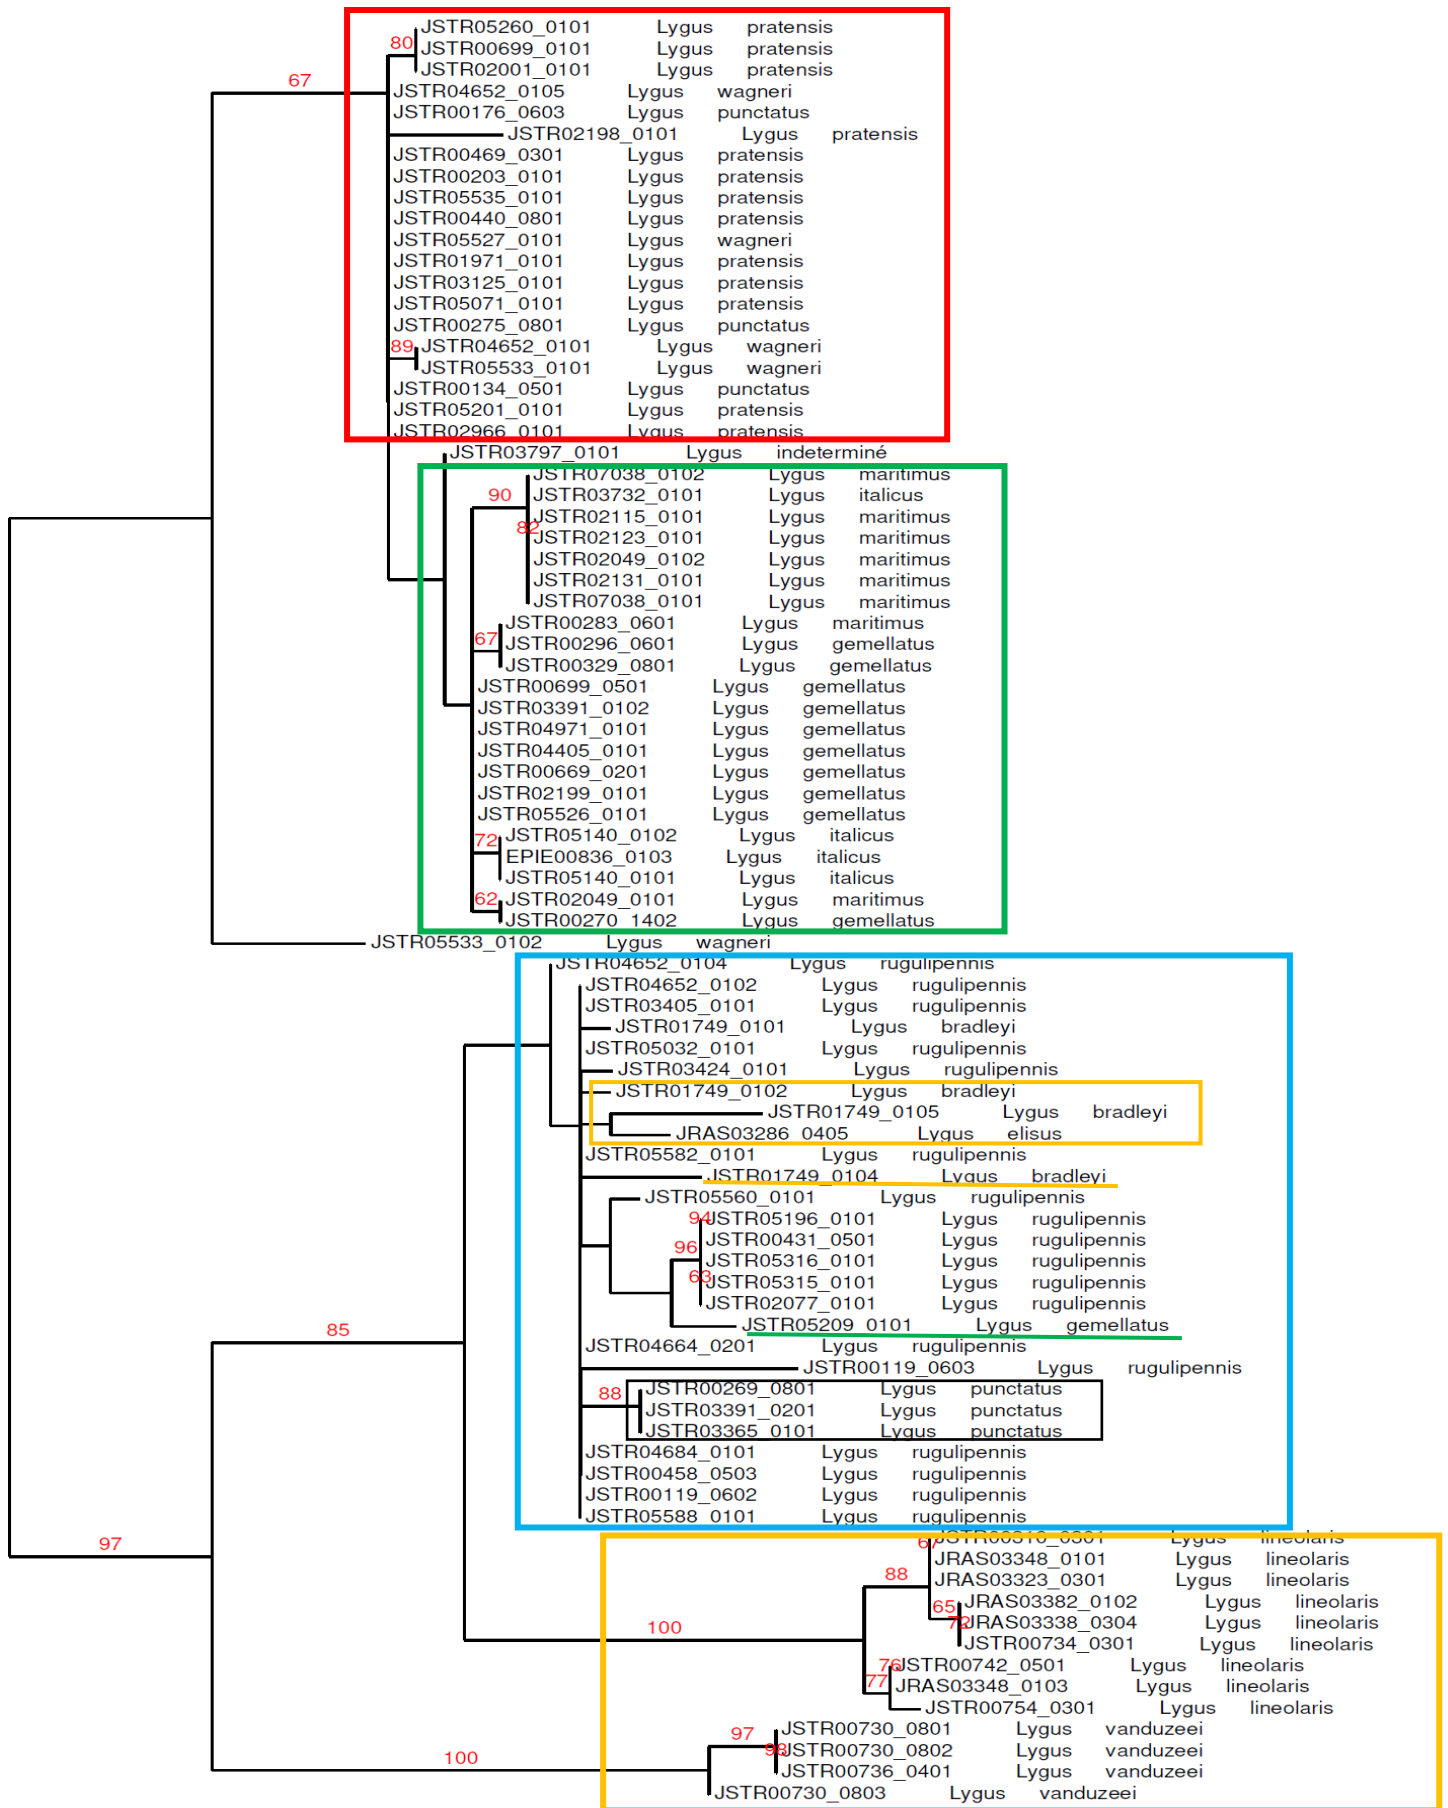 JSTR05260_0101 Lygus pratensis
80 JSTR00699_0101 Lygus pratensis
JSTR02001_0101 Lygus pratensis
67
JSTR04652_0105 Lygus wagneri
JSTR00176_0603 Lygus punctatus
JSTR02198_0101 Lygus pratensis
JSTR00469_0301 Lygus pratensis
JSTR00203_0101 Lygus pratensis
JSTR05535_0101 Lygus pratensis
JSTR00440_0801 Lygus pratensis
JSTR05527_0101 Lygus wagneri
JSTR01971_0101 Lygus pratensis
JSTR03125_0101 Lygus pratensis
JSTR05071_0101 Lygus pratensis
JSTR00275_0801 Lygus punctatus
89 JSTR04652_0101 Lygus wagneri
JSTR05533_0101 Lygus wagneri
JSTR00134_0501 Lygus punctatus
JSTR05201_0101 Lygus pratensis
JSTR02966_0101 Lygus pratensis
JSTR03797_0101 Lygus indeterminé
JSTR07038_0102 Lygus maritimus
90 JSTR03732_0101 Lygus italicus
JSTR02115_0101 Lygus maritimus
82
JSTR02123_0101 Lygus maritimus
JSTR02049_0102 Lygus maritimus
JSTR02131_0101 Lygus maritimus
JSTR07038_0101 Lygus maritimus
JSTR00283_0601 Lygus maritimus
67 JSTR00296_0601 Lygus gemellatus
JSTR00329_0801 Lygus gemellatus
JSTR00699_0501 Lygus gemellatus
JSTR03391_0102 Lygus gemellatus
JSTR04971_0101 Lygus gemellatus
JSTR04405_0101 Lygus gemellatus
JSTR00669_0201 Lygus gemellatus
JSTR02199_0101 Lygus gemellatus
JSTR05526_0101 Lygus gemellatus
72 JSTR05140_0102 Lygus italicus
EPIE00836_0103 Lygus italicus
JSTR05140_0101 Lygus italicus
62 JSTR02049_0101 Lygus maritimus
JSTR00270_1402 Lygus gemellatus
JSTR05533_0102 Lygus wagneri
JSTR04652_0104 Lygus rugulipennis
JSTR04652_0102 Lygus rugulipennis
JSTR03405_0101 Lygus rugulipennis
JSTR01749_0101 Lygus bradleyi
JSTR05032_0101 Lygus rugulipennis
JSTR03424_0101 Lygus rugulipennis
JSTR01749_0102 Lygus bradleyi
JSTR01749_0105 Lygus bradleyi
JRAS03286_0405 Lygus elisus
JSTR05582_0101 Lygus rugulipennis
JSTR01749_0104 Lygus bradleyi
JSTR05560_0101 Lygus rugulipennis
94 JSTR05196_0101 Lygus rugulipennis
96 JSTR00431_0501 Lygus rugulipennis
JSTR05316_0101 Lygus rugulipennis
63 JSTR05315_0101 Lygus rugulipennis
JSTR02077_0101 Lygus rugulipennis
JSTR05209_0101 Lygus gemellatus
85
JSTR04664_0201 Lygus rugulipennis
JSTR00119_0603 Lygus rugulipennis
88 JSTR00269_0801 Lygus punctatus
JSTR03391_0201 Lygus punctatus
JSTR03365_0101 Lygus punctatus
JSTR04684_0101 Lygus rugulipennis
JSTR00458_0503 Lygus rugulipennis
JSTR00119_0602 Lygus rugulipennis
JSTR05588_0101 Lygus rugulipennis
97
67 Lygus lineolaris
JRAS03348_0101 Lygus lineolaris
88 JRAS03323_0301 Lygus lineolaris
65 JRAS03382_0102 Lygus lineolaris
JRAS03338_0304 Lygus lineolaris
100
JSTR00734_0301 Lygus lineolaris
76 JSTR00742_0501 Lygus lineolaris
77 JRAS03348_0103 Lygus lineolaris
JSTR00754_0301 Lygus lineolaris
97 JSTR00730_0801 Lygus vanduzeei
98 JSTR00730_0802 Lygus vanduzeei
100
JSTR00736_0401 Lygus vanduzeei
JSTR00730_0803 Lygus vanduzeei